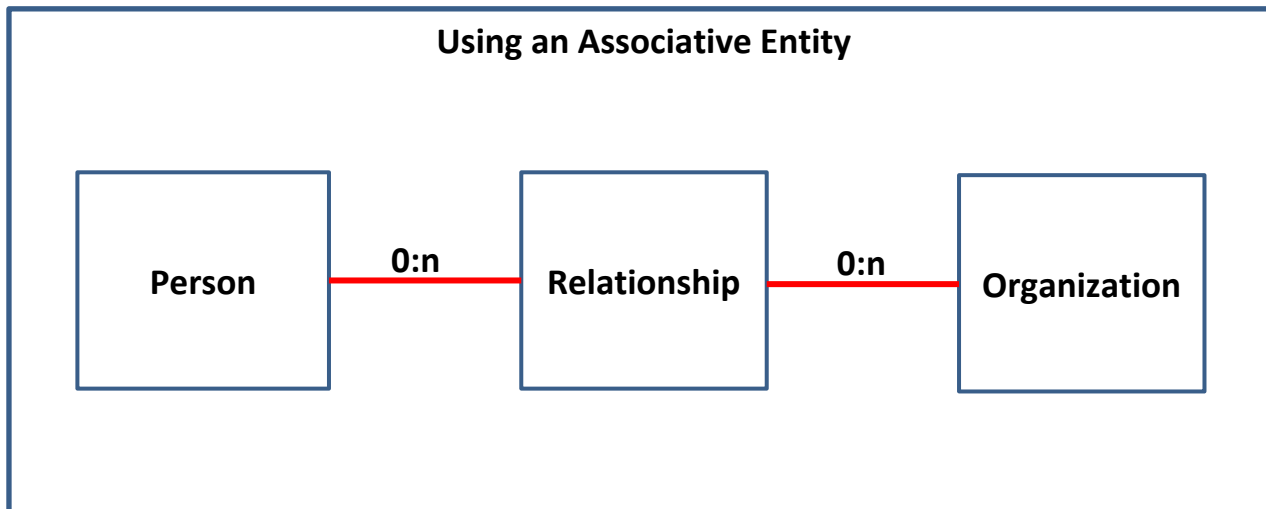 Using an Associative Entity
0:n
0:n
Person
Relationship
Organization